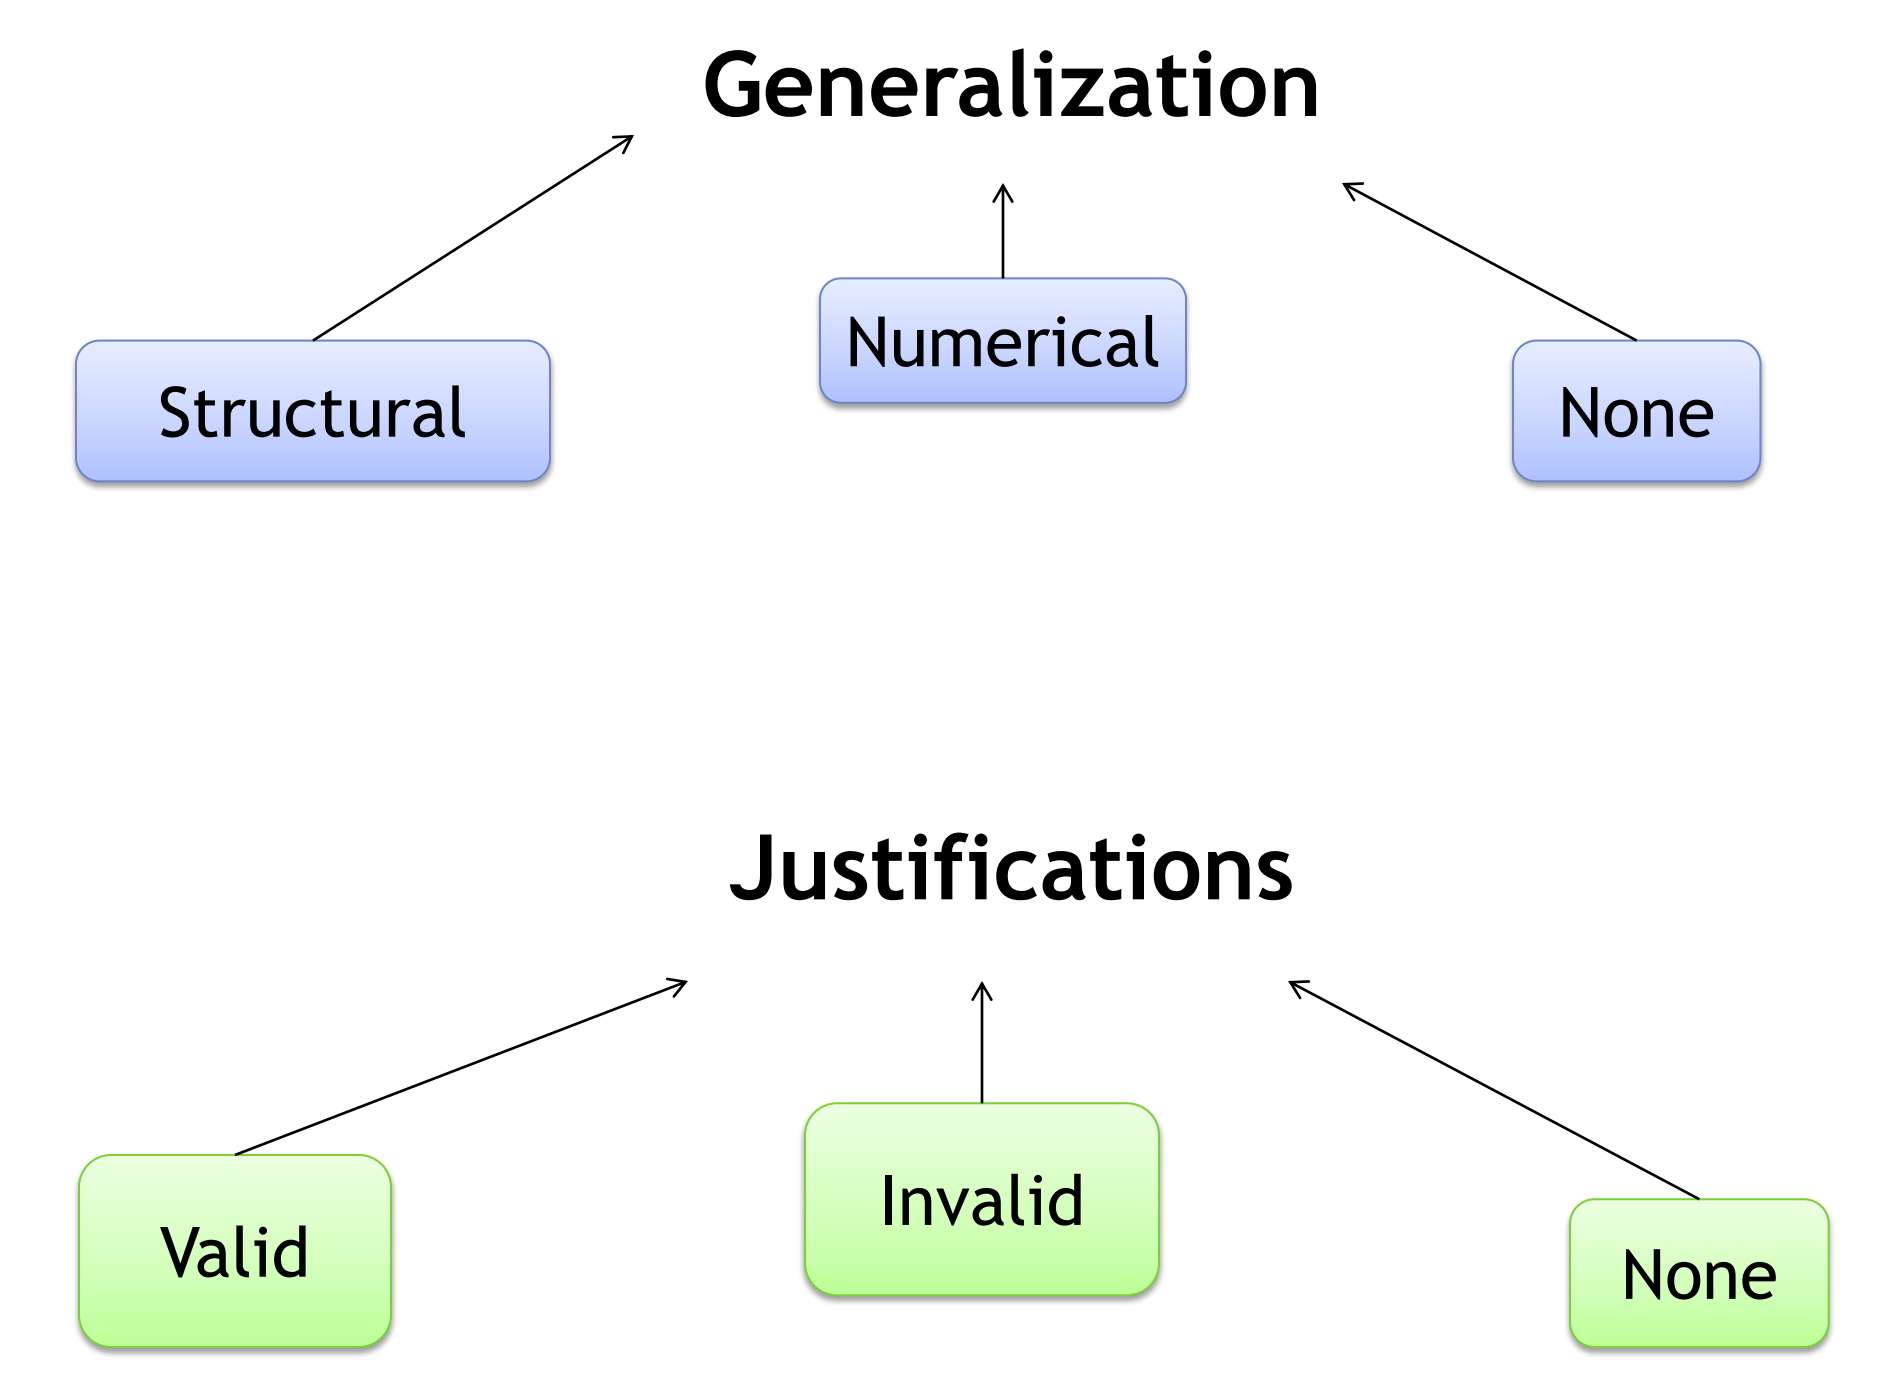 Generalization
Structural
Numerical
None
Justifications
Valid
Invalid
None